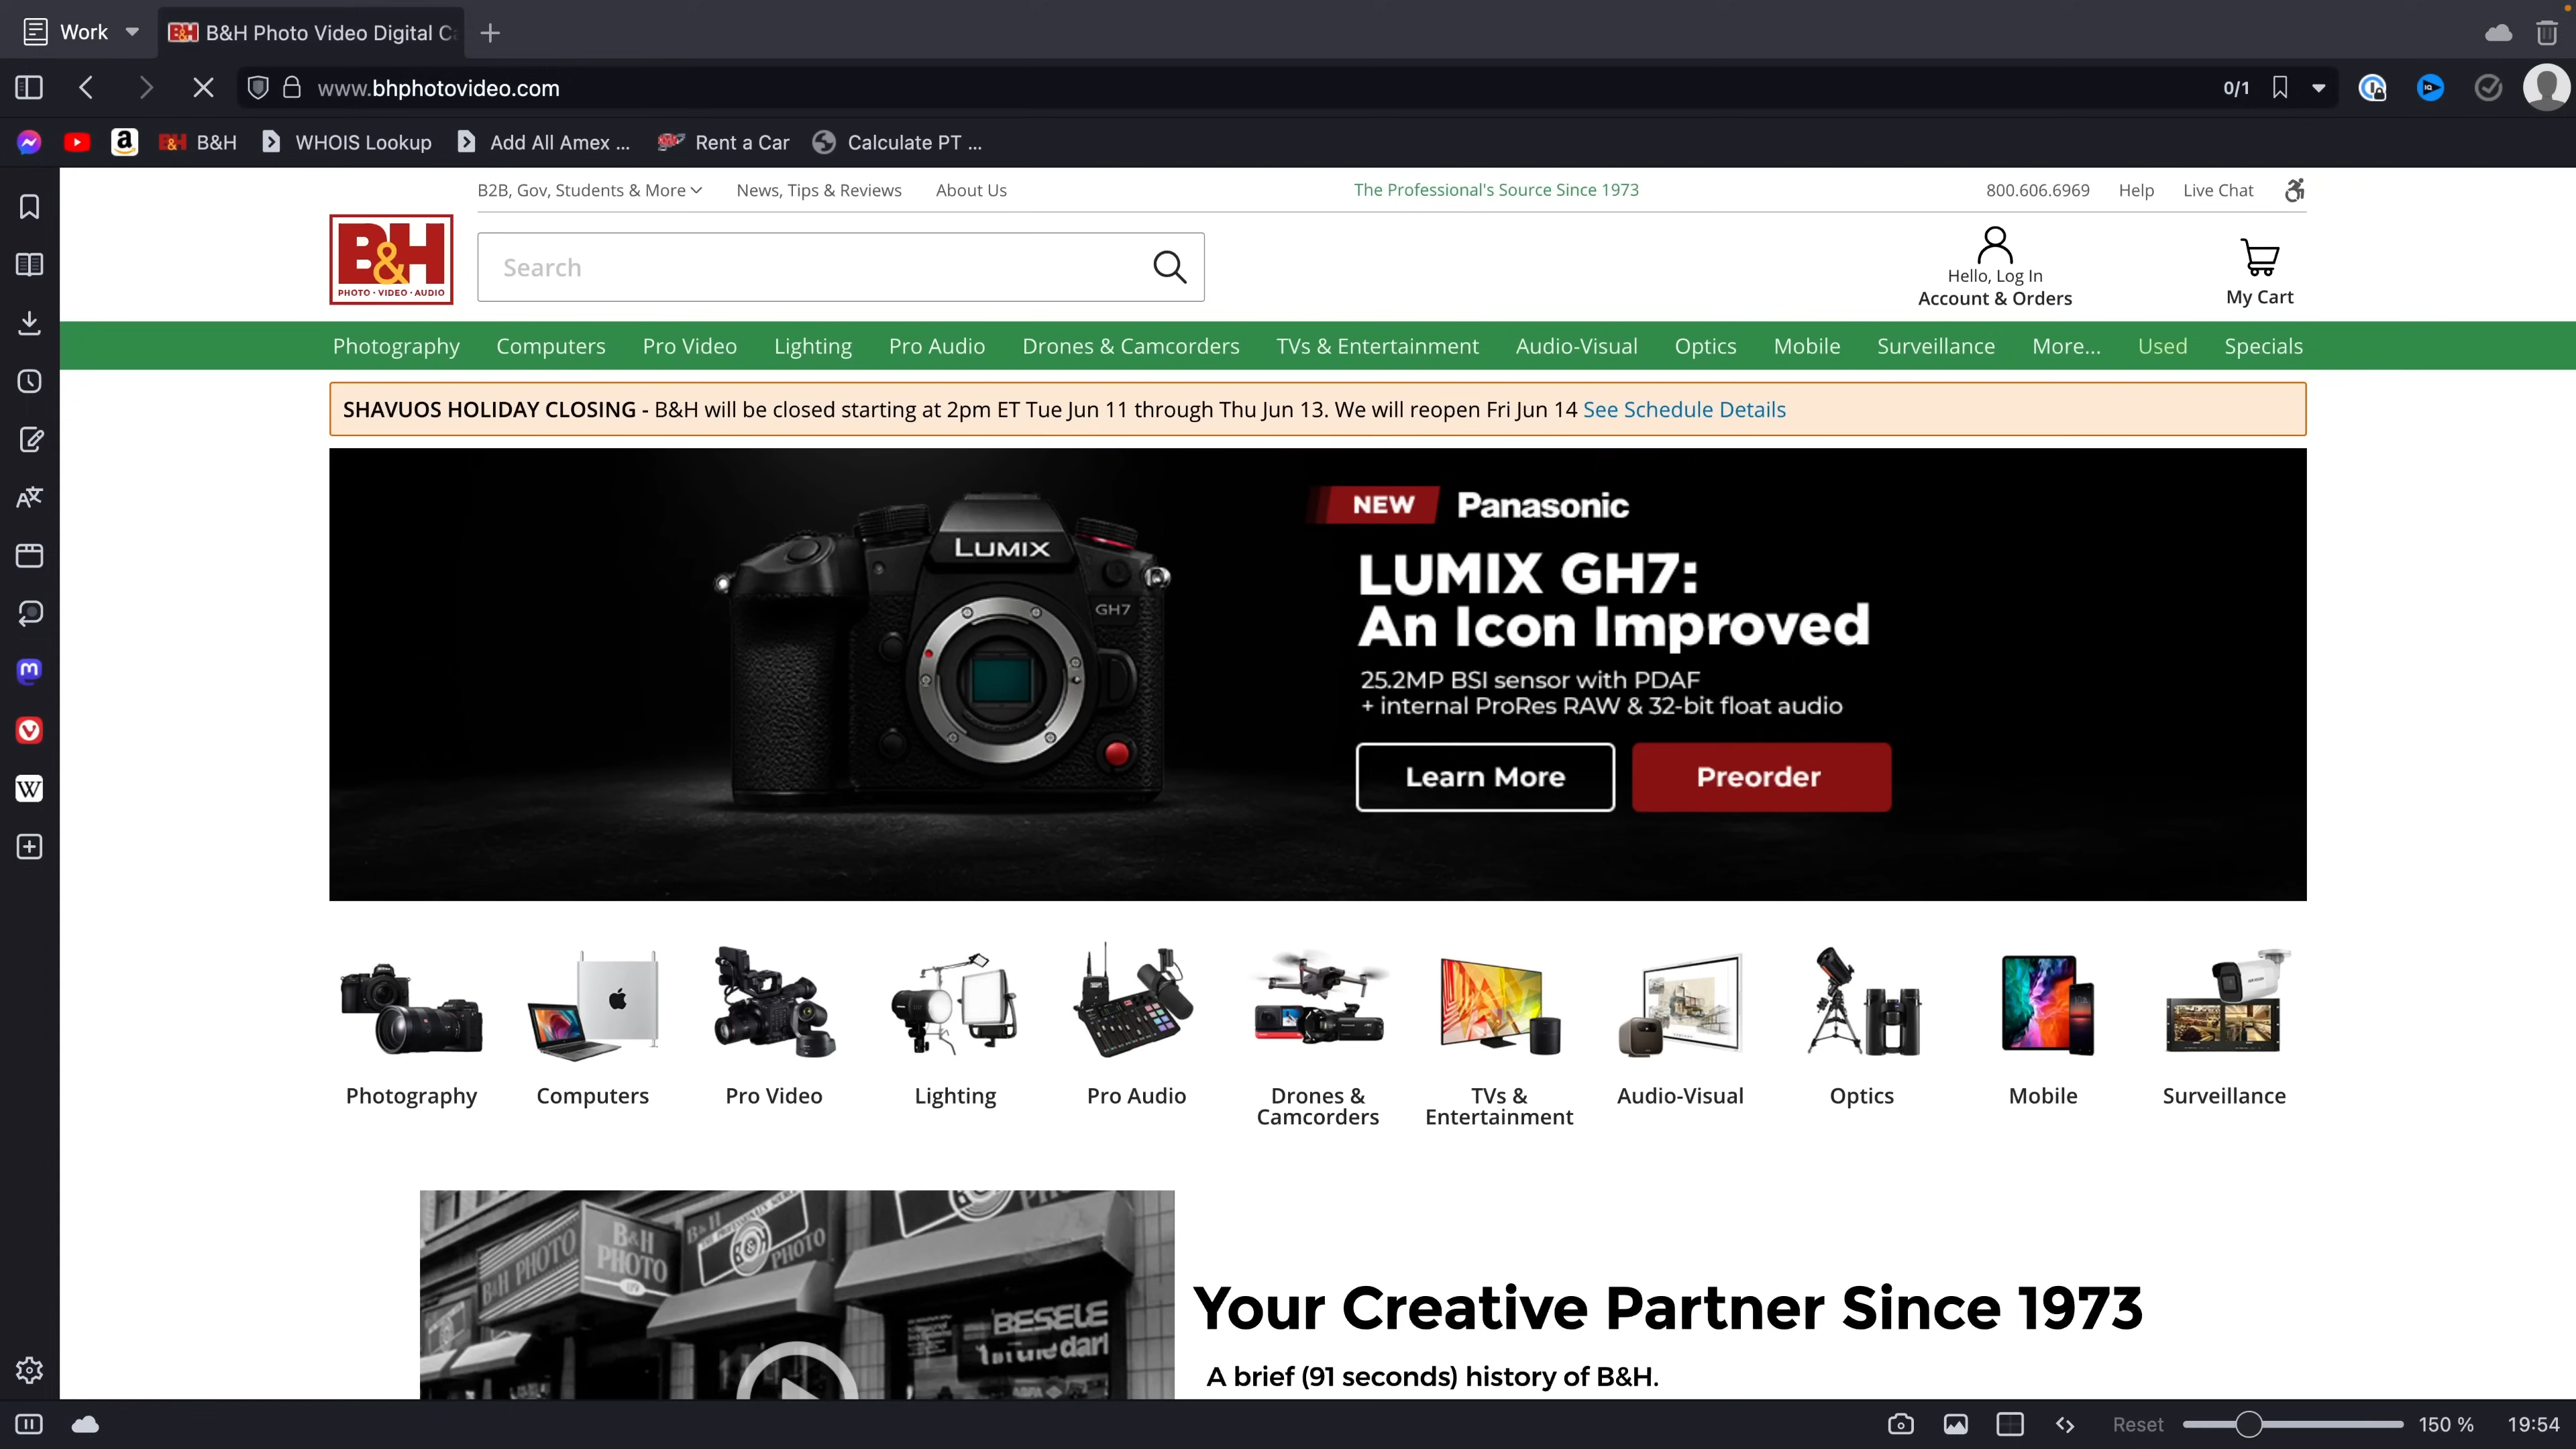 Work
B&H Photo Video Digital C
www.bhphotovideo.com
0/1
B&H
WHOIS Lookup
Add All Amex ...
Rent a Car
Calculate PT ...
B2B, Gov, Students & More
News, Tips & Reviews
About Us
The Professional's Source Since 1973
800.606.6969
Help
Live Chat
B&H
PHOTO · VIDEO · AUDIO
Search
Hello, Log In
Account & Orders
My Cart
Photography
Computers
Pro Video
Lighting
Pro Audio
Drones & Camcorders
TVs & Entertainment
Audio-Visual
Optics
Mobile
Surveillance
More...
Used
Specials
SHAVUOS HOLIDAY CLOSING - B&H will be closed starting at 2pm ET Tue Jun 11 through Thu Jun 13. We will reopen Fri Jun 14 See Schedule Details
LUMIX
GH7
NEW Panasonic
LUMIX GH7:
An Icon Improved
25.2MP BSI sensor with PDAF
+ internal ProRes RAW & 32-bit float audio
Learn More
Preorder
Photography
Computers
Pro Video
Lighting
Pro Audio
Drones &
Camcorders
TVs &
Entertainment
Audio-Visual
Optics
Mobile
Surveillance
B&H PHOTO
B&H
PHOTO
B&H
PHOTO
BESELE
Your Creative Partner Since 1973
A brief (91 seconds) history of B&H.
Reset
150 %
19:54